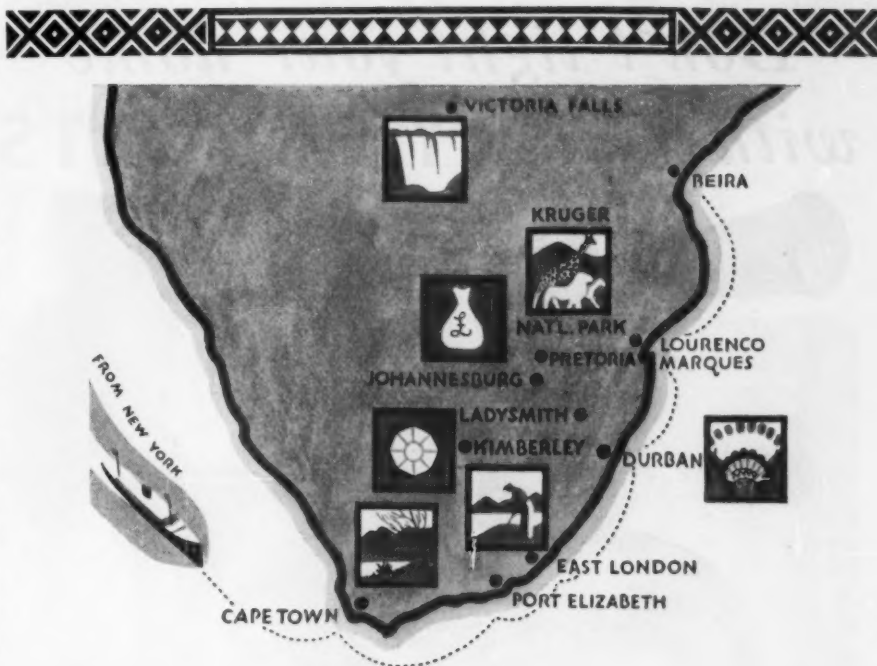 VICTORIA FALLS
BEIRA
KRUGER
£
NAT'L. PARK
LOURENCO
MARQUES
PRETORIA
JOHANNESBURG
FROM NEW YORK
LADYSMITH
KIMBERLEY
DURBAN
EAST LONDON
PORT ELIZABETH
CAPE TOWN